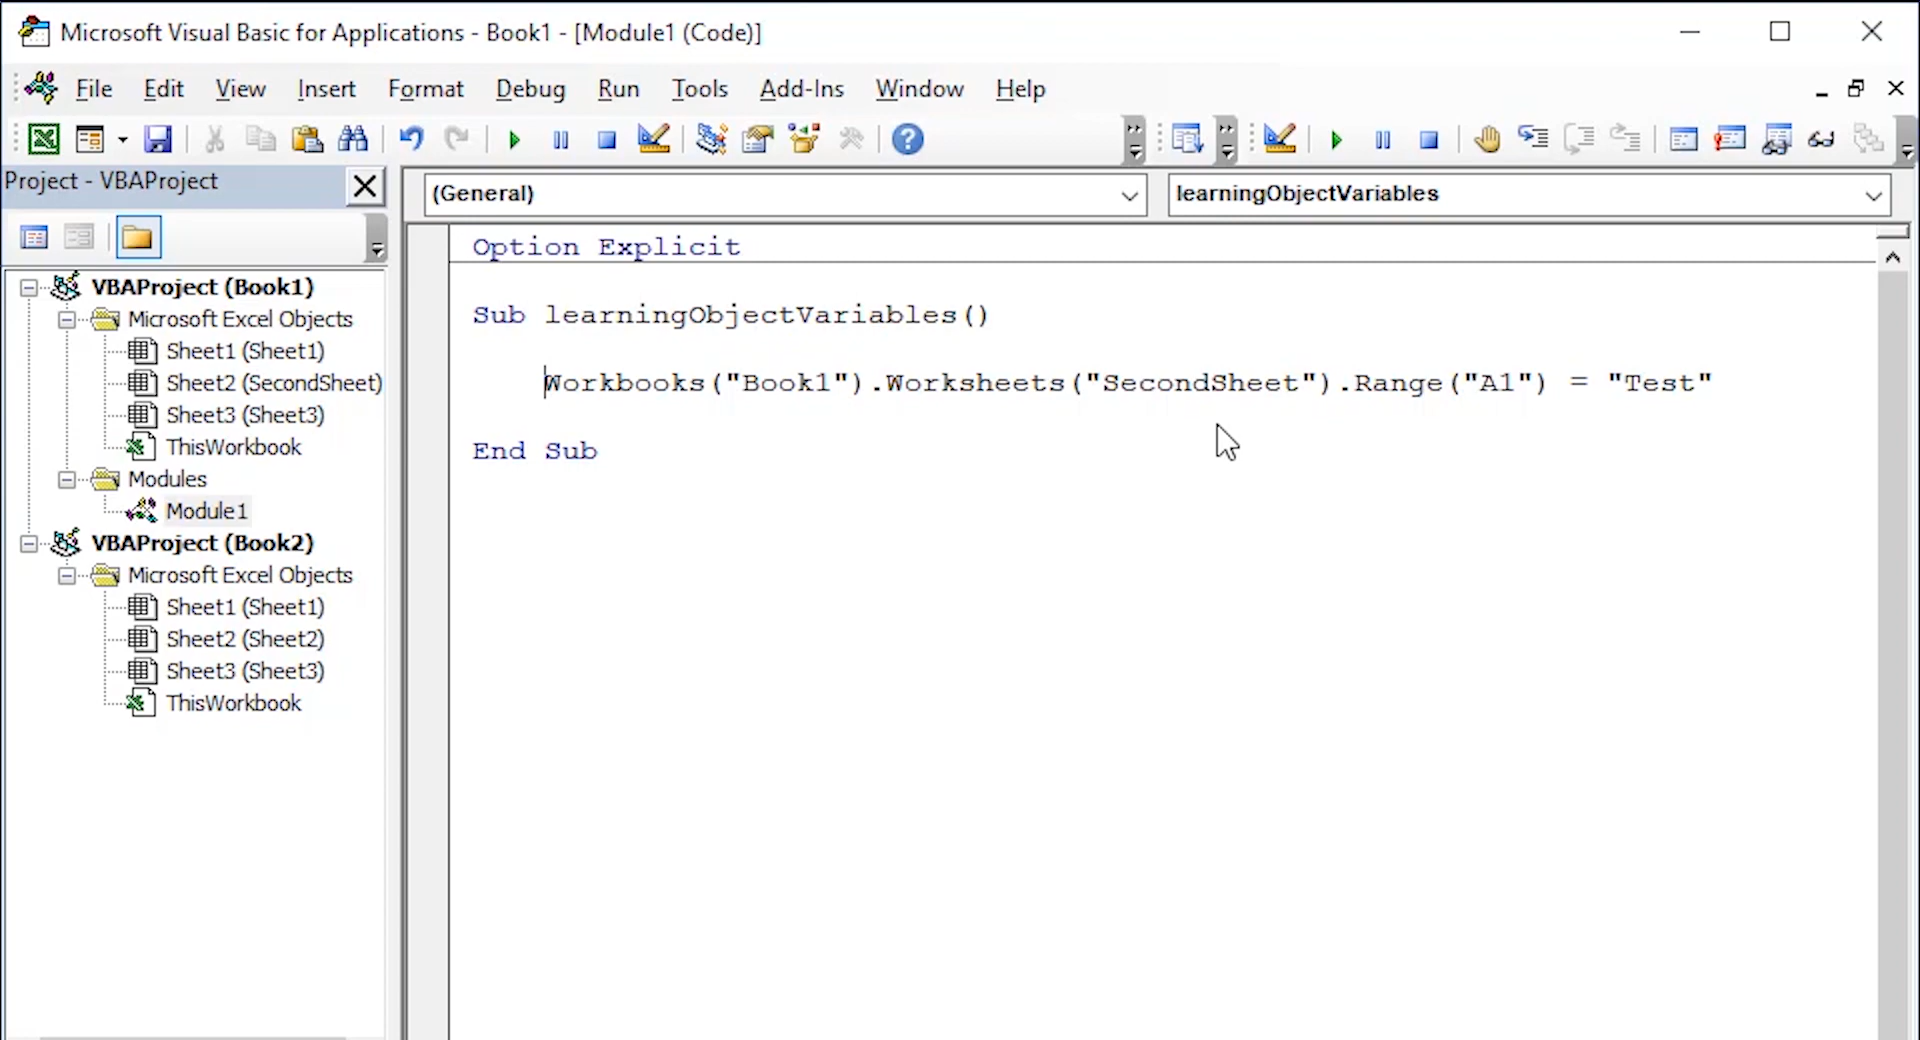 Microsoft Visual Basic for Applications - Book1 - [Module1 (Code)]
File Edit View Insert Format Debug Run Tools Add-Ins Window Help
Project - VBAProject
(General) learningObjectVariables
VBAProject (Book1)
Microsoft Excel Objects
Sheet1 (Sheet1)
Sheet2 (SecondSheet)
Sheet3 (Sheet3)
ThisWorkbook
Modules
Module1
VBAProject (Book2)
Microsoft Excel Objects
Sheet1 (Sheet1)
Sheet2 (Sheet2)
Sheet3 (Sheet3)
ThisWorkbook
Option Explicit
Sub learningObjectVariables()
Workbooks("Book1").Worksheets("SecondSheet").Range("A1") = "Test"
End Sub